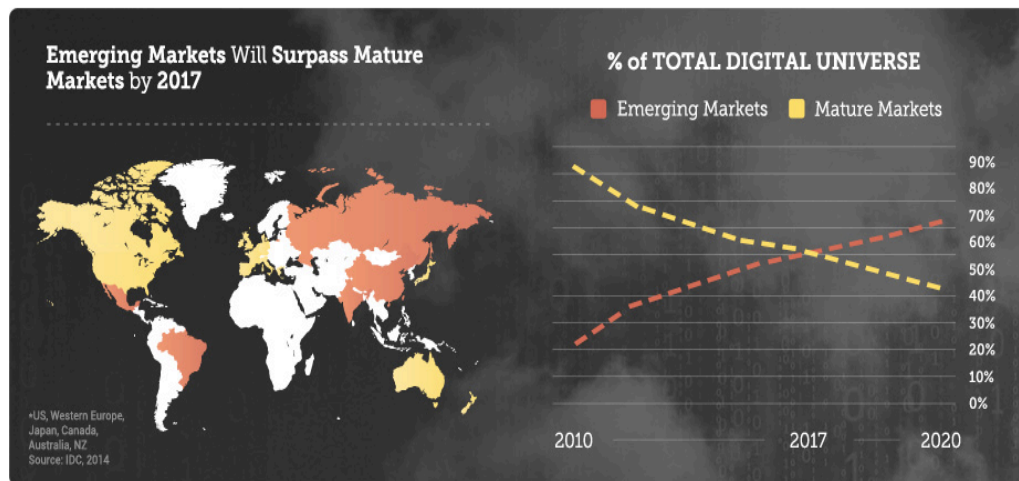 Emerging Markets Will Surpass Mature
Markets by 2017
*US, Western Europe,
Japan, Canada,
Australia, NZ
Source: IDC, 2014
% of TOTAL DIGITAL UNIVERSE
Emerging Markets
Mature Markets
90%
80%
70%
60%
50%
40%
30%
20%
10%
0%
2010
2017
2020